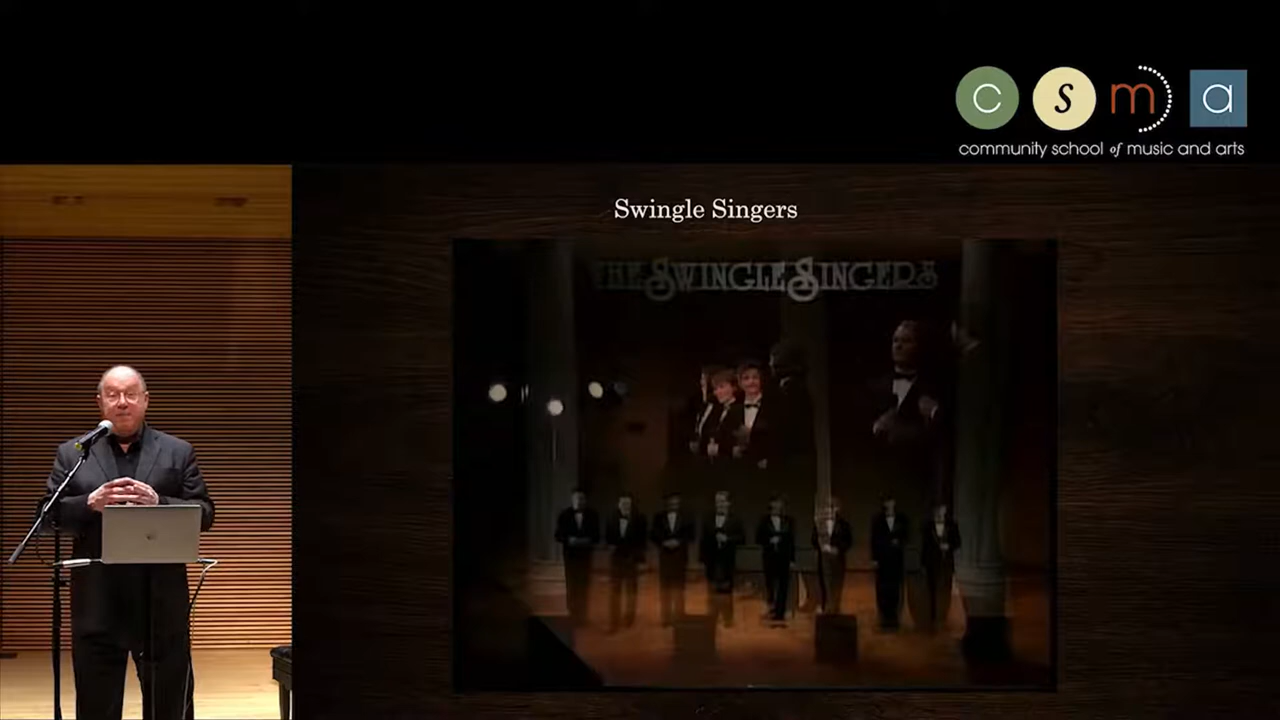 c s m a
community school of music and arts
Swingle Singers
THE SWINGLE SINGERS